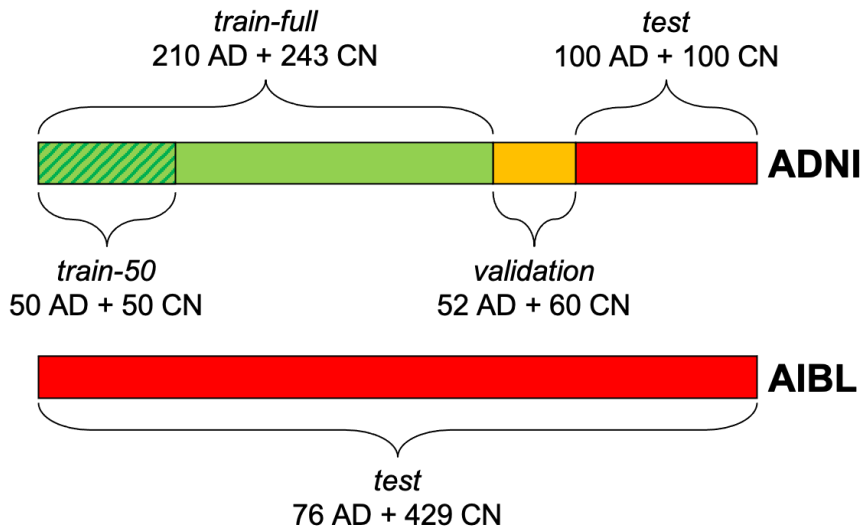 train-full
210 AD + 243 CN
test
100 AD + 100 CN
ADNI
train-50
50 AD + 50 CN
validation
52 AD + 60 CN
AIBL
test
76 AD + 429 CN